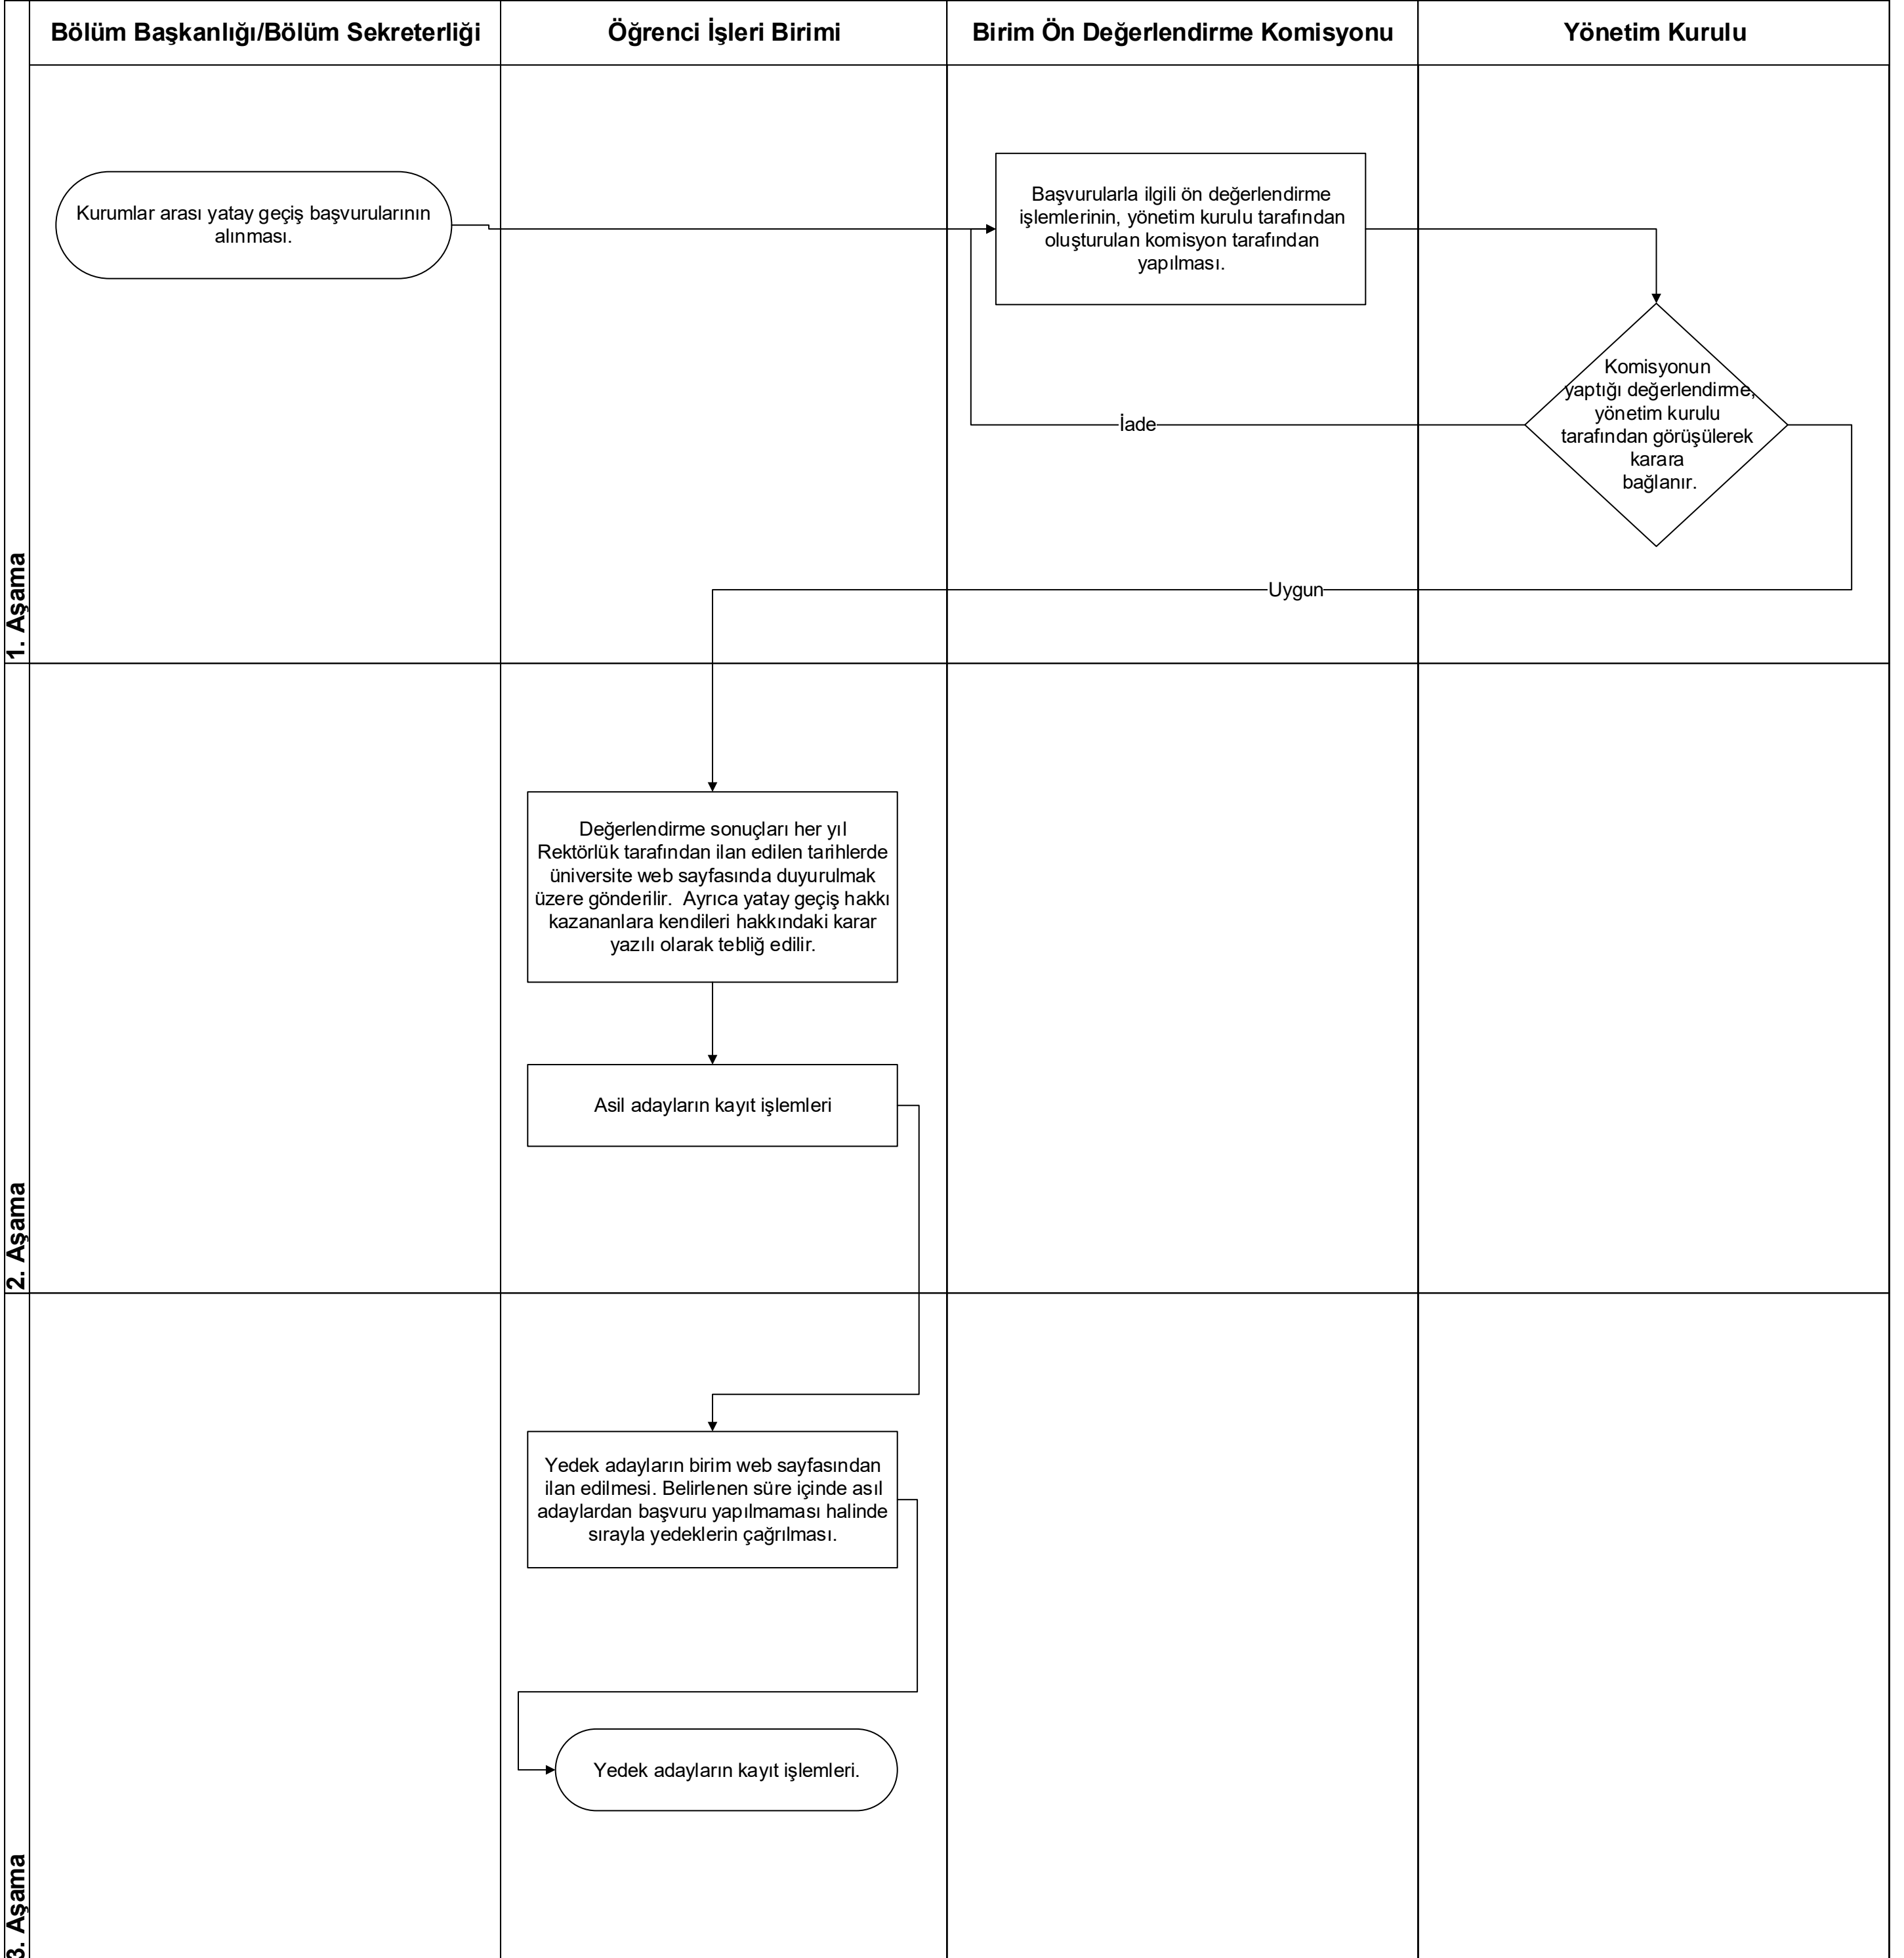 Bölüm Başkanlığı/Bölüm Sekreterliği
Öğrenci İşleri Birimi
Birim Ön Değerlendirme Komisyonu
Yönetim Kurulu
1. Aşama
Kurumlar arası yatay geçiş başvurularının
alınması.
Başvurularla ilgili ön değerlendirme
işlemlerinin, yönetim kurulu tarafından
oluşturulan komisyon tarafından
yapılması.
Komisyonun
yaptığı değerlendirme,
yönetim kurulu
tarafından görüşülerek
karara
bağlanır.
İade
Uygun
2. Aşama
Değerlendirme sonuçları her yıl
Rektörlük tarafından ilan edilen tarihlerde
üniversite web sayfasında duyurulmak
üzere gönderilir.  Ayrıca yatay geçiş hakkı
kazananlara kendileri hakkındaki karar
yazılı olarak tebliğ edilir.
Asil adayların kayıt işlemleri
3. Aşama
Yedek adayların birim web sayfasından
ilan edilmesi. Belirlenen süre içinde asıl
adaylardan başvuru yapılmaması halinde
sırayla yedeklerin çağrılması.
Yedek adayların kayıt işlemleri.